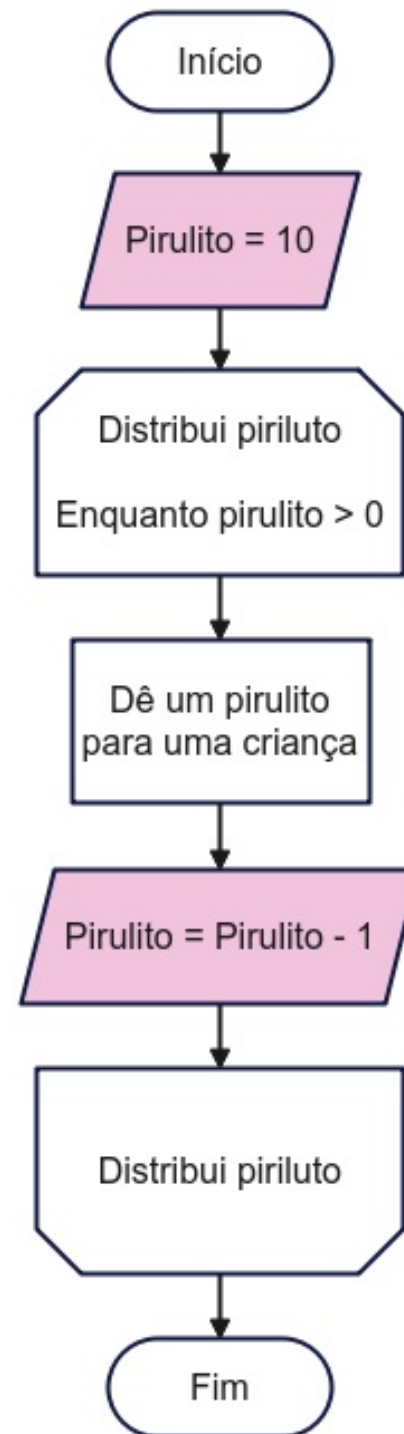 Início
Pirulito = 10
Distribui piriluto
Enquanto pirulito > 0
Dê um pirulito
para uma criança
Pirulito = Pirulito - 1
Distribui piriluto
Fim